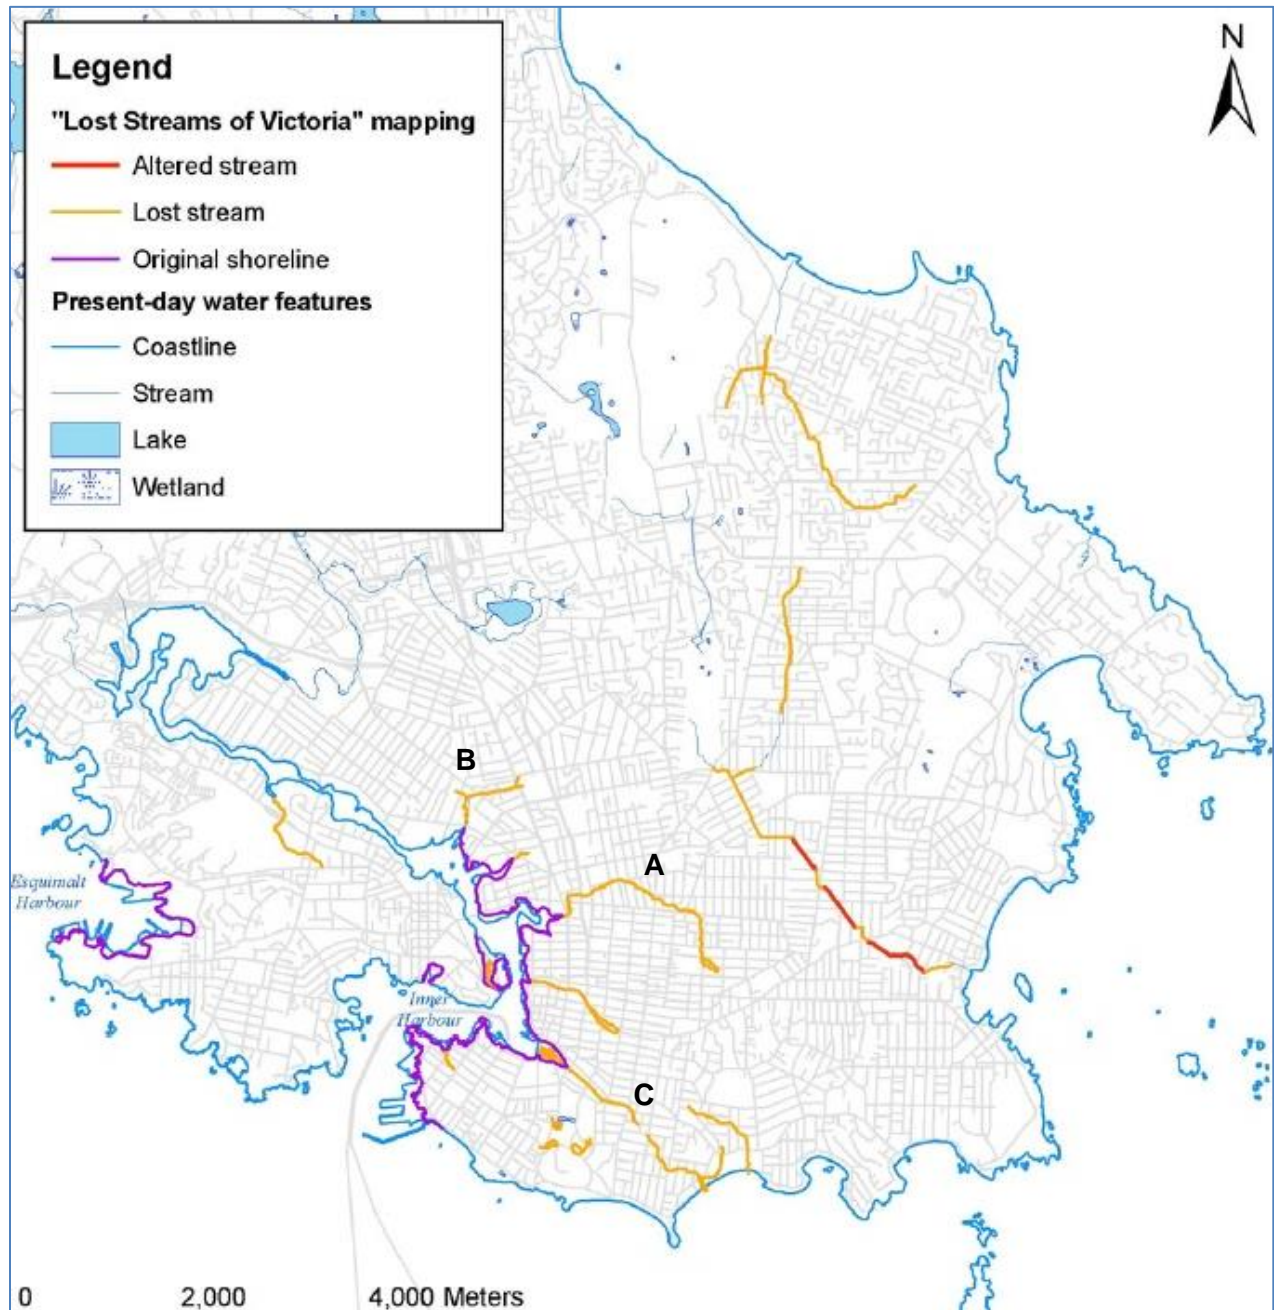 Legend
"Lost Streams of Victoria" mapping
Altered stream
Lost stream
Original shoreline
Present-day water features
Coastline
Stream
Lake
Wetland
N
B
A
Esquimalt
Harbour
Inner
Harbour
C
0 2,000 4,000 Meters